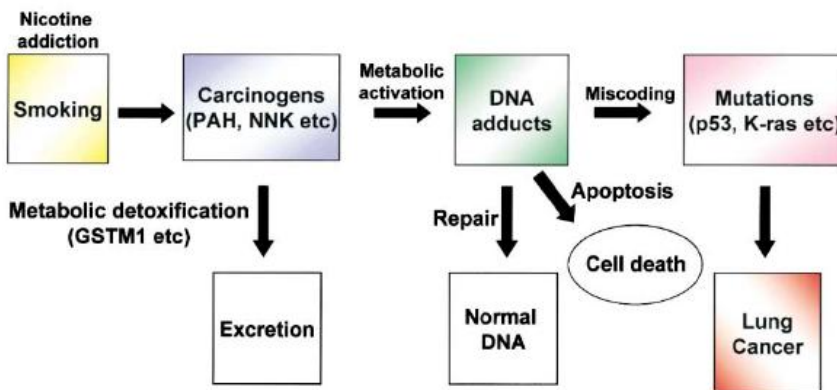 Nicotine
addiction
Smoking
Carcinogens
(PAH, NNK etc)
Metabolic
activation
DNA
adducts
Miscoding
Mutations
(p53, K-ras etc)
Metabolic detoxification
(GSTM1 etc)
Repair
Apoptosis
Cell death
Excretion
Normal
DNA
Lung
Cancer